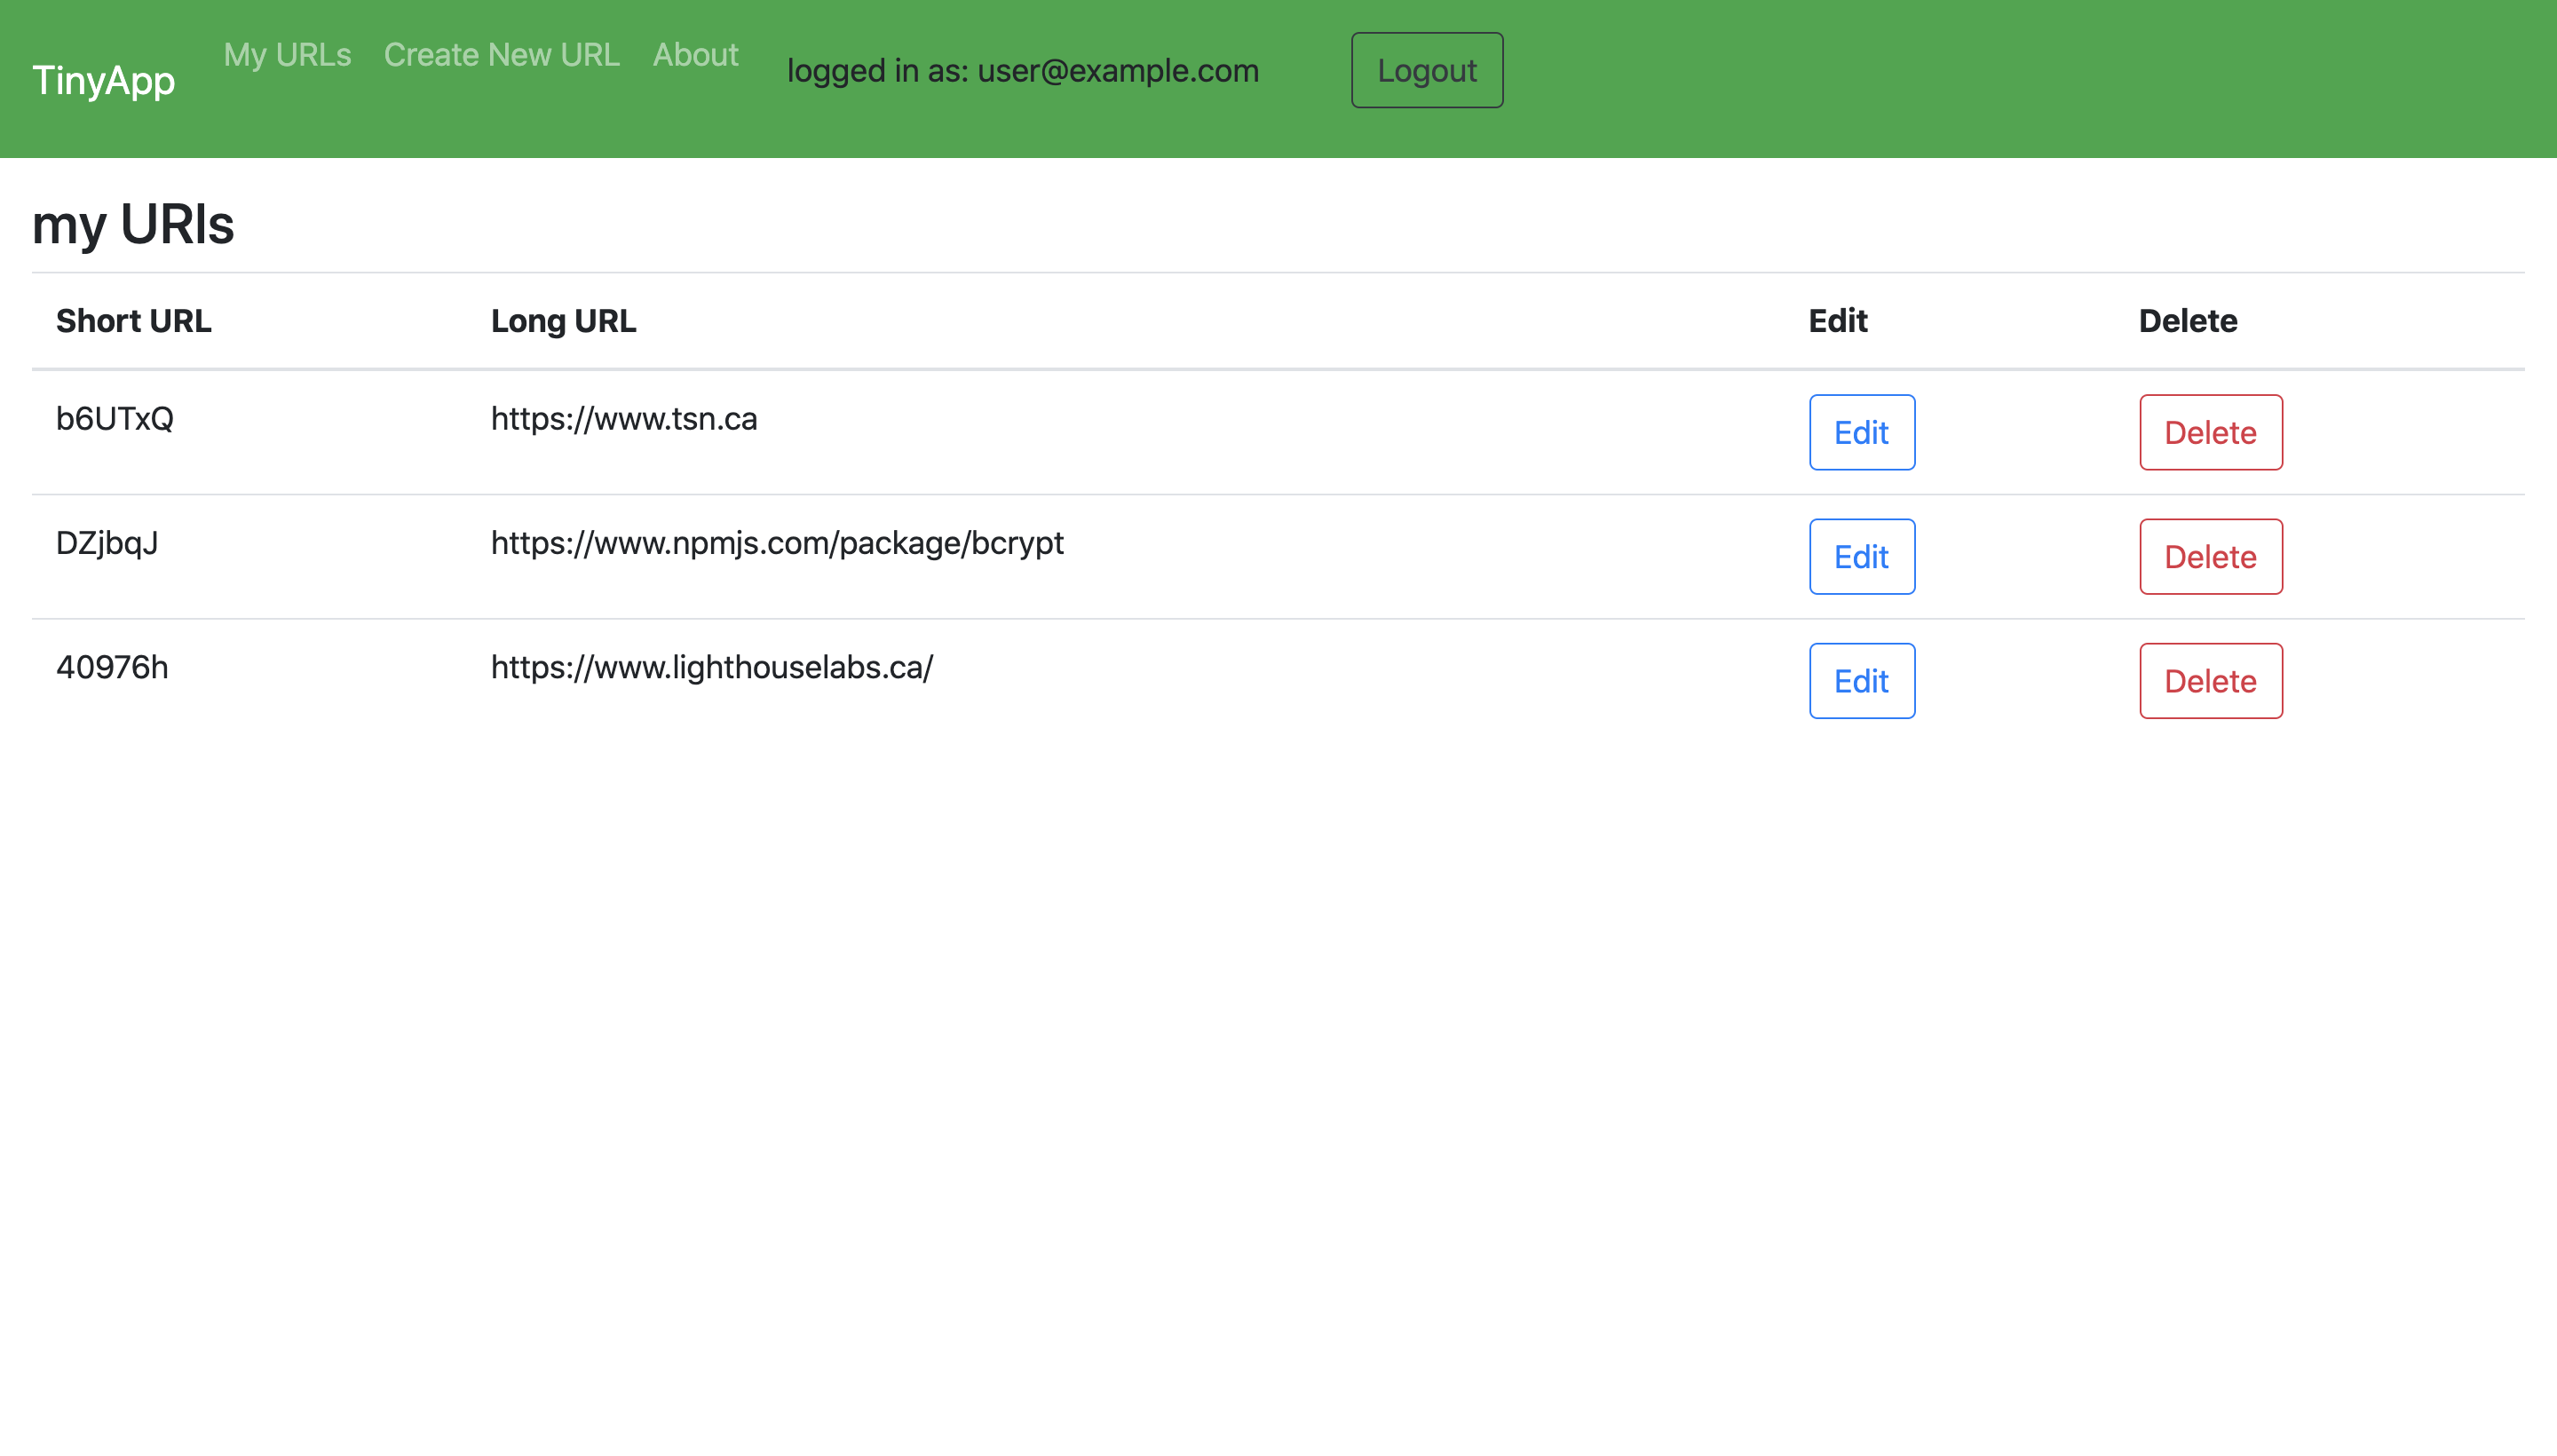 TinyApp My URLs Create New URL About logged in as: user@example.com Logout
my URls
Short URL Long URL Edit Delete
b6UTxQ https://www.tsn.ca Edit Delete
DZjbqJ https://www.npmjs.com/package/bcrypt Edit Delete
40976h https://www.lighthouselabs.ca/ Edit Delete